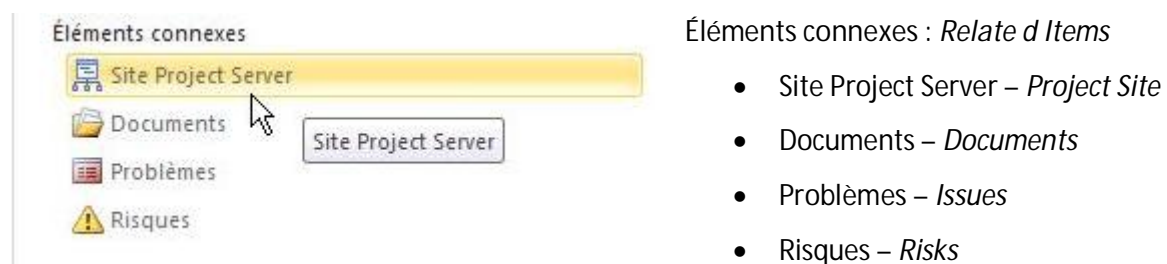 Éléments connexes
Site Project Server
Documents
Site Project Server
Problèmes
Risques
Éléments connexes : Relate d Items
• Site Project Server – Project Site
• Documents – Documents
• Problèmes – Issues
• Risques – Risks